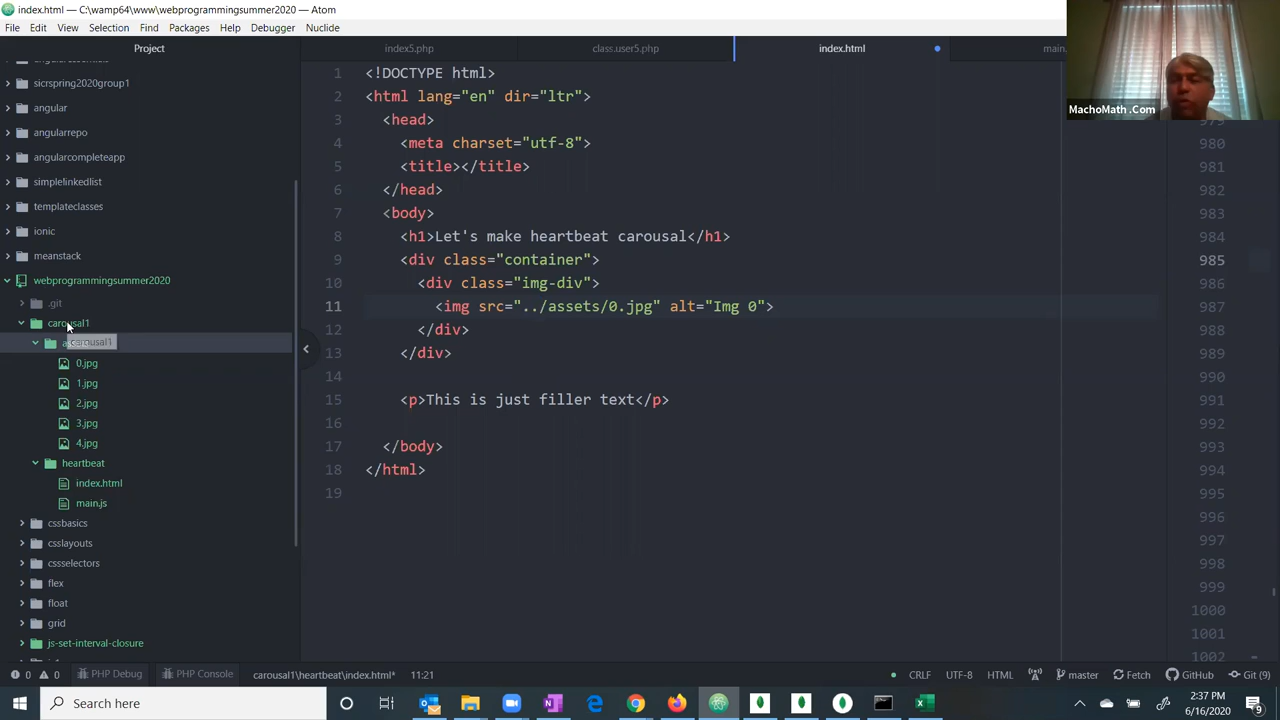 index.html — C:\wamp64\www\webprogrammingsummer2020 — Atom
File Edit View Selection Find Packages Help Debugger Nuclide
Project
index5.php
class.user5.php
index.html
main.
sicrspring2020group1
angular
angularrepo
angularcompleteapp
simplelinkedlist
templateclasses
ionic
meanstack
webprogrammingsummer2020
.git
carousal1
carousal1
0.jpg
1.jpg
2.jpg
3.jpg
4.jpg
heartbeat
index.html
main.js
cssbasics
csslayouts
cssselectors
flex
float
grid
js-set-interval-closure
1 <!DOCTYPE html>
2 <html lang="en" dir="ltr">
3 <head>
4 <meta charset="utf-8">
5 <title></title>
6 </head>
7 <body>
8 <h1>Let's make heartbeat carousal</h1>
9 <div class="container">
10 <div class="img-div">
11 <img src="../assets/0.jpg" alt="Img 0">
12 </div>
13 </div>
14
15 <p>This is just filler text</p>
16
17 </body>
18 </html>
19
MachoMath .Com
980
981
982
983
984
985
986
987
988
989
990
991
992
993
994
995
996
997
998
999
1000
1001
1002
0 0 PHP Debug PHP Console carousal1\heartbeat\index.html* 11:21 CRLF UTF-8 HTML master Fetch GitHub Git (9)
Search here
2:37 PM
6/16/2020
9